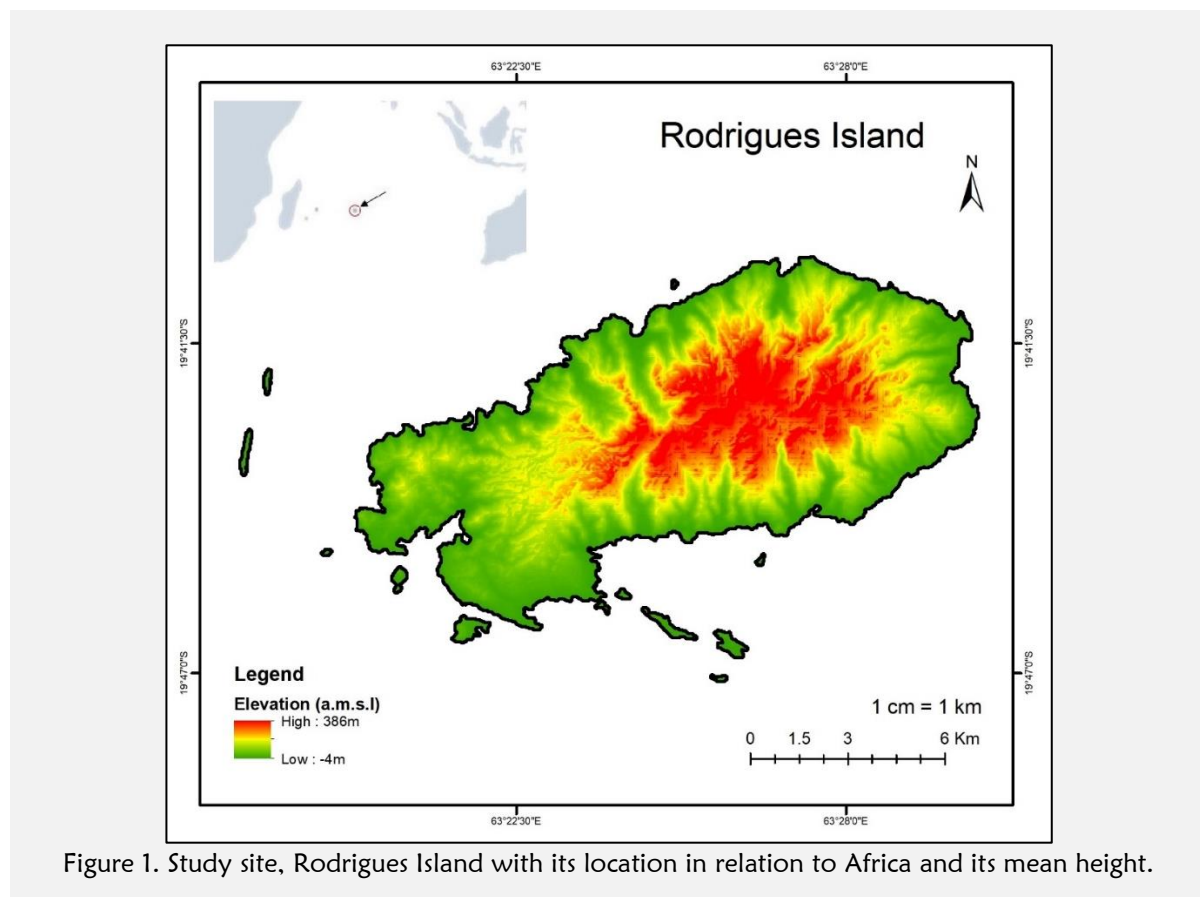 63°22'30"E 63°28'0"E
Rodrigues Island
N
19°41'30"S 19°41'30"S
19°47'0"S 19°47'0"S
Legend
Elevation (a.m.s.l)
High : 386m
Low : -4m
1 cm = 1 km
0 1.5 3 6 Km
63°22'30"E 63°28'0"E
Figure 1. Study site, Rodrigues Island with its location in relation to Africa and its mean height.